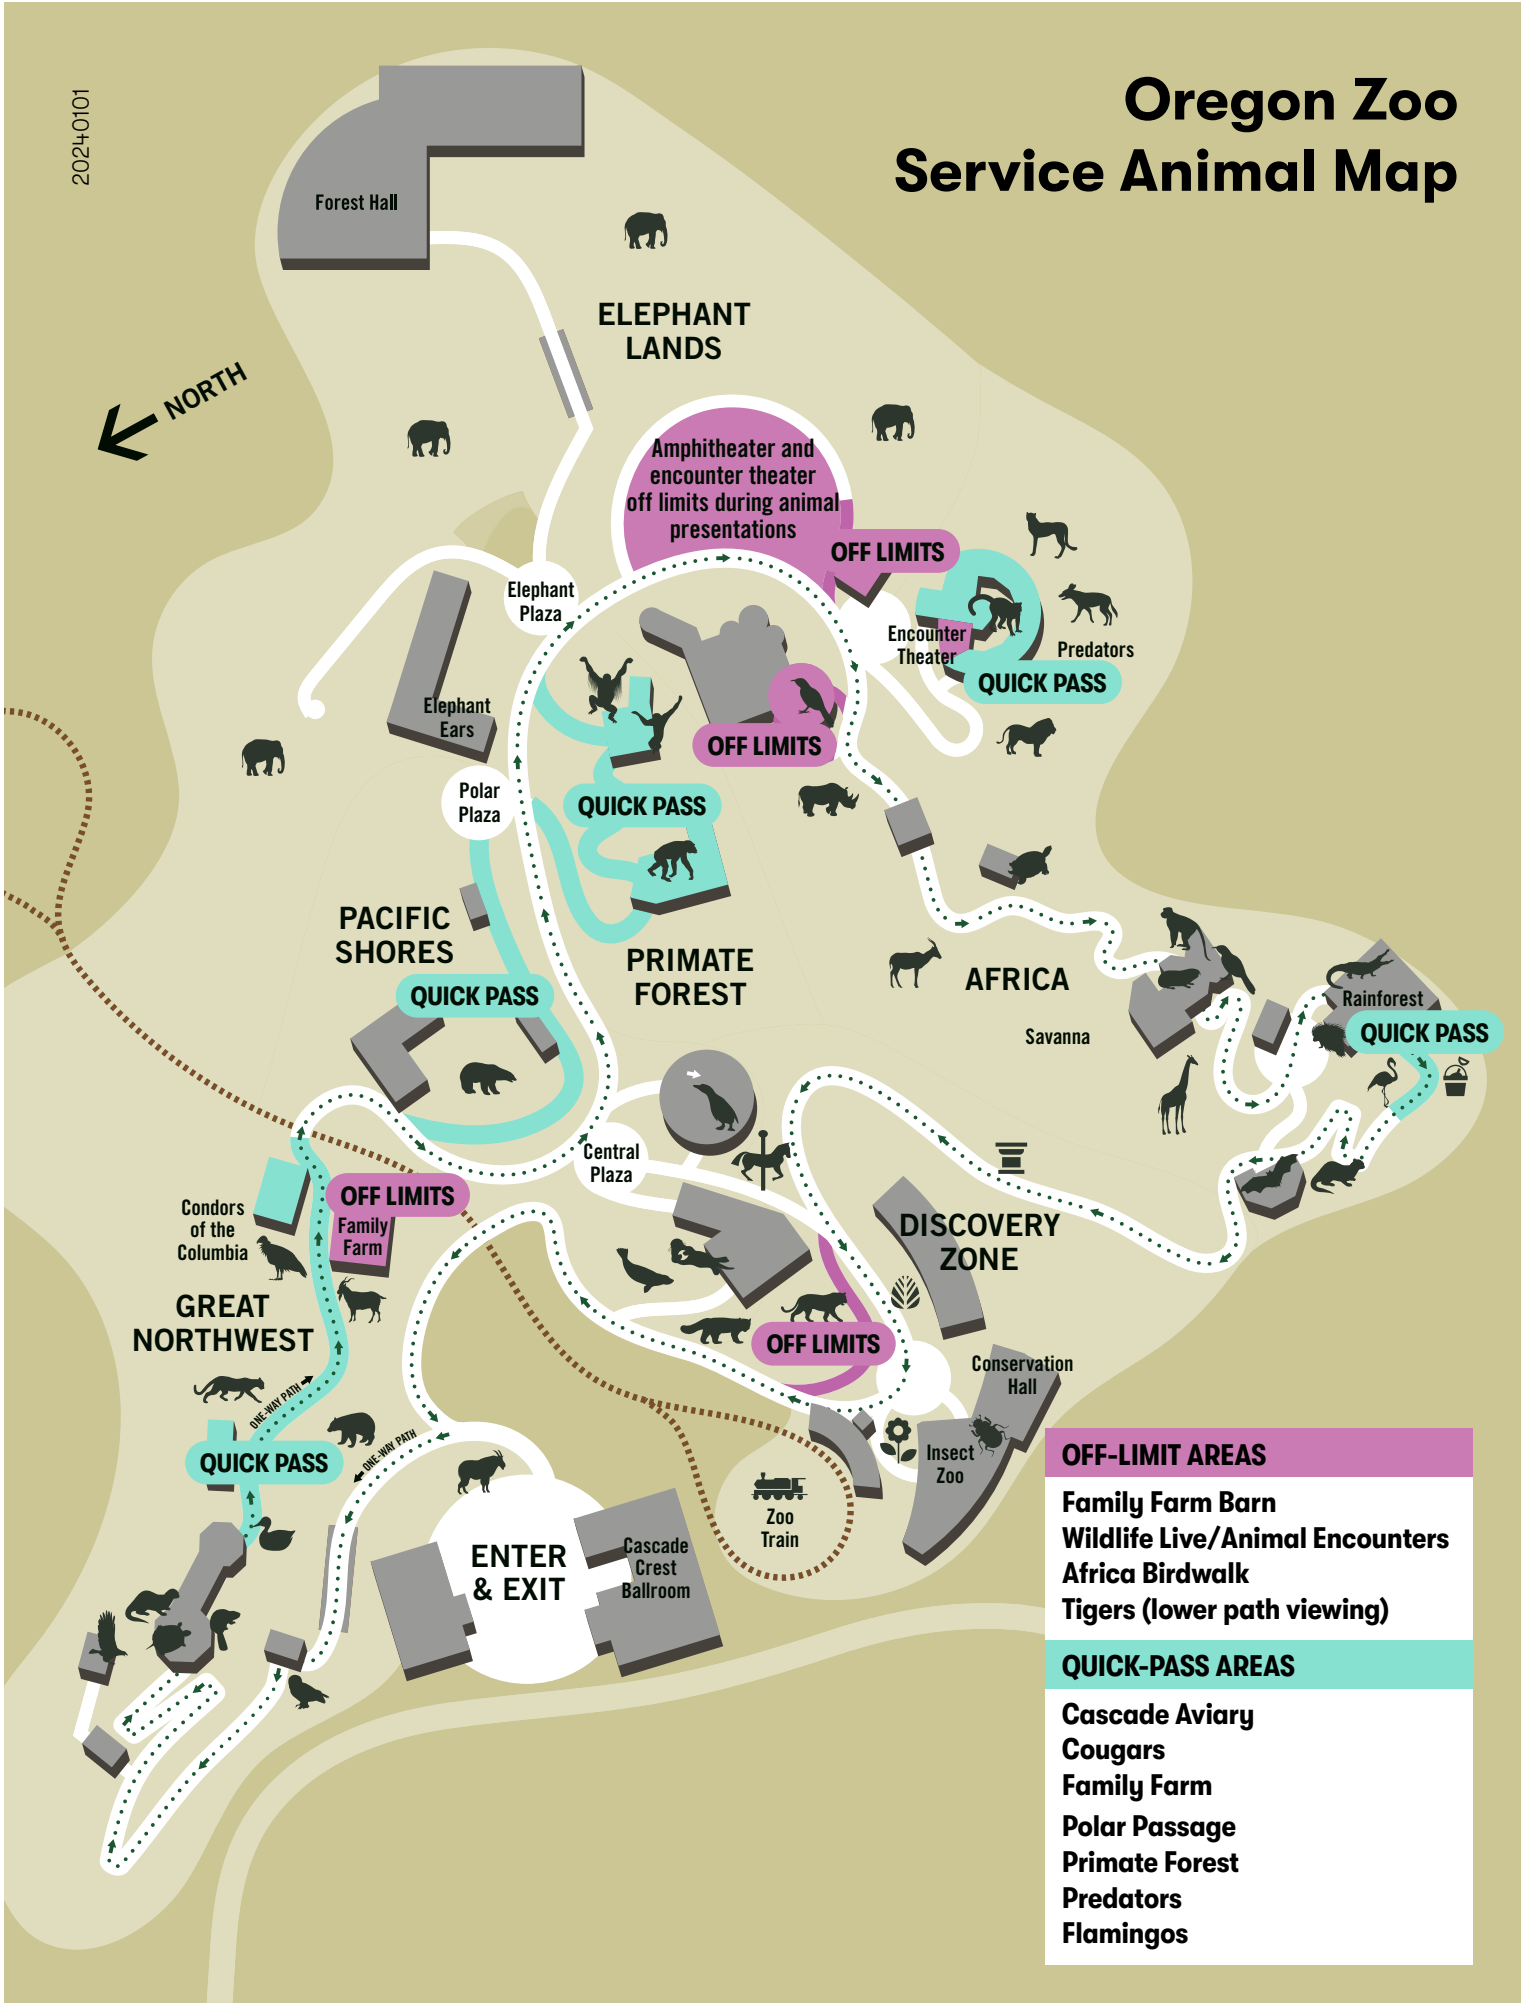 20240101
Oregon Zoo
Service Animal Map
Forest Hall
ELEPHANT
LANDS
NORTH
Amphitheater and
encounter theater
off limits during animal
presentations
OFF LIMITS
Elephant
Plaza
Encounter
Theater
Predators
QUICK PASS
Elephant
Ears
OFF LIMITS
Polar
Plaza
QUICK PASS
PACIFIC
SHORES
PRIMATE
FOREST
AFRICA
QUICK PASS
Savanna
Rainforest
QUICK PASS
Central
Plaza
OFF LIMITS
Family
Farm
Condors
of the
Columbia
DISCOVERY
ZONE
GREAT
NORTHWEST
OFF LIMITS
Conservation
Hall
ONE-WAY PATH
ONE-WAY PATH
QUICK PASS
Insect
Zoo
Zoo
Train
ENTER
& EXIT
Cascade
Crest
Ballroom
OFF-LIMIT AREAS
Family Farm Barn
Wildlife Live/Animal Encounters
Africa Birdwalk
Tigers (lower path viewing)
QUICK-PASS AREAS
Cascade Aviary
Cougars
Family Farm
Polar Passage
Primate Forest
Predators
Flamingos